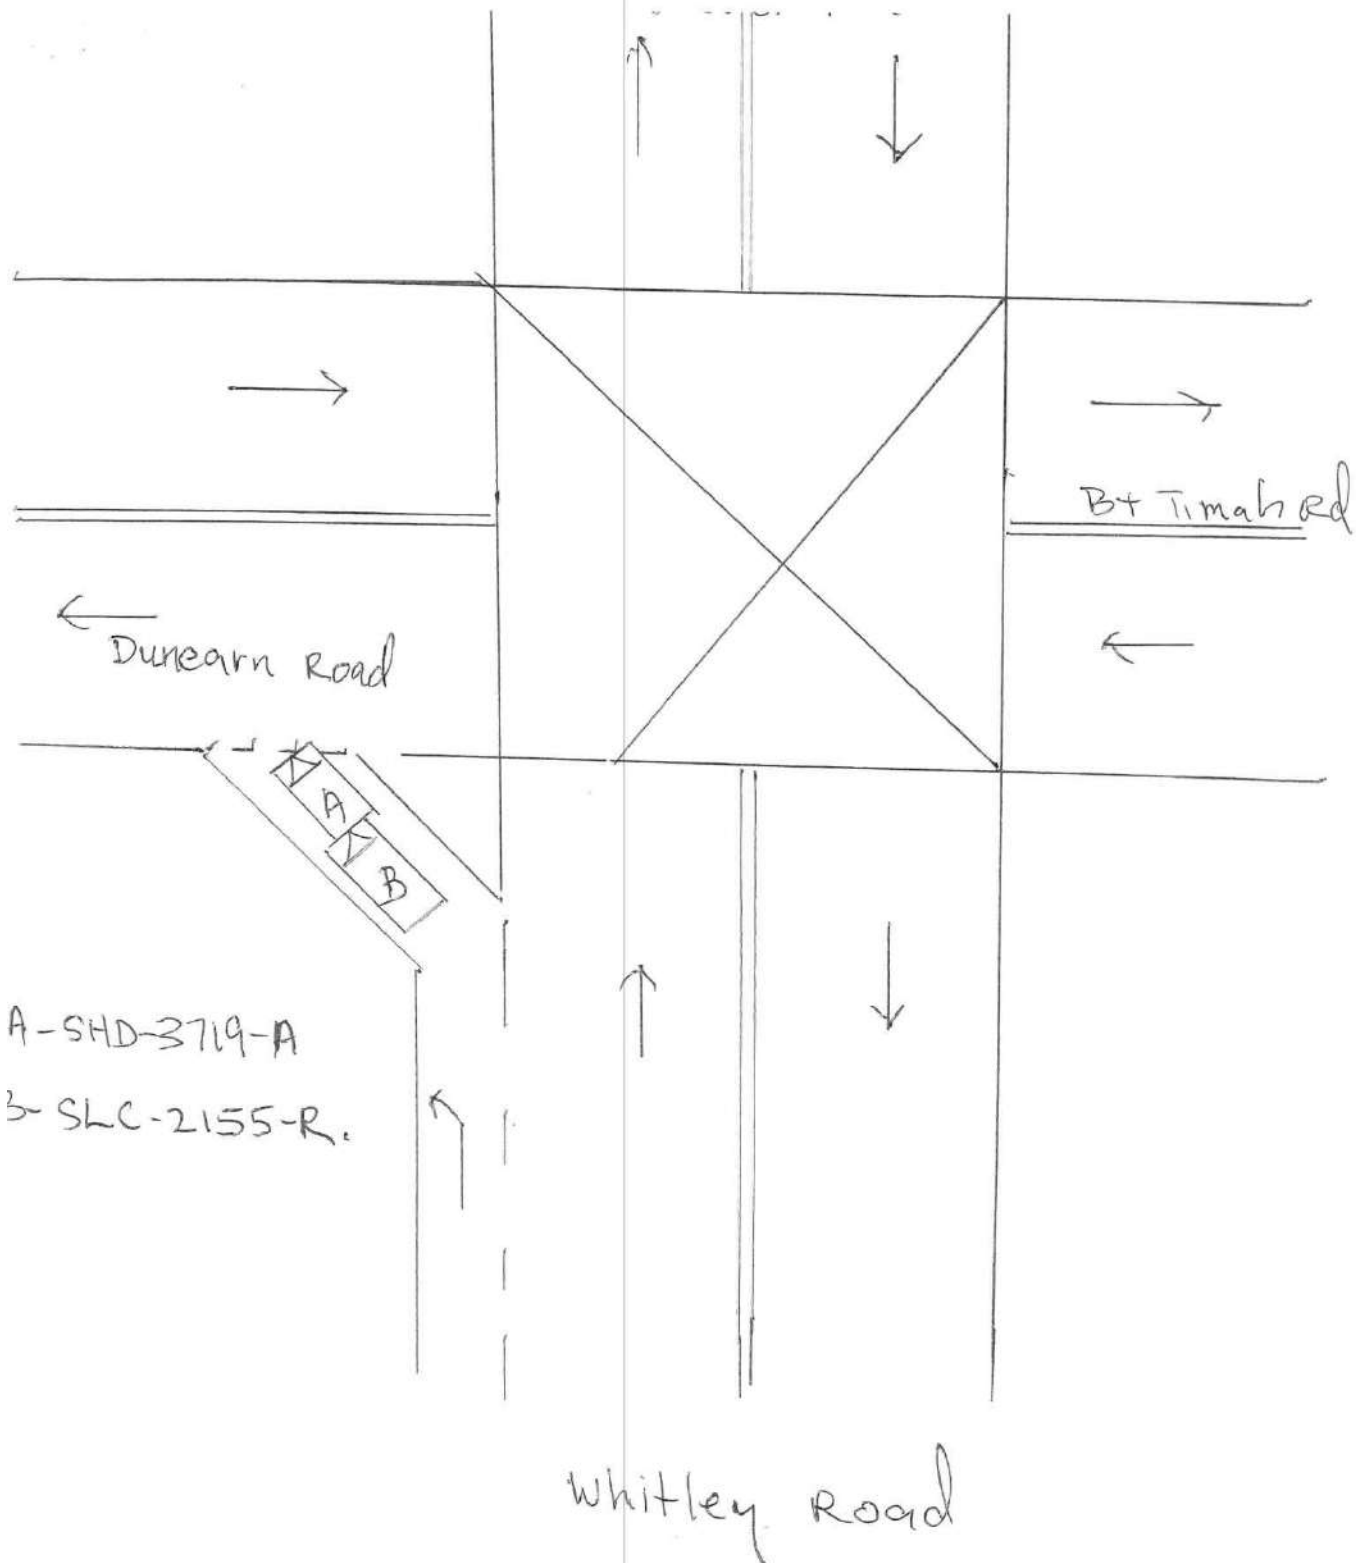 Bt Timah Rd
Dunearn Road
A
B
A-SHD-3719-A
B-SLC-2155-R.
Whitley Road